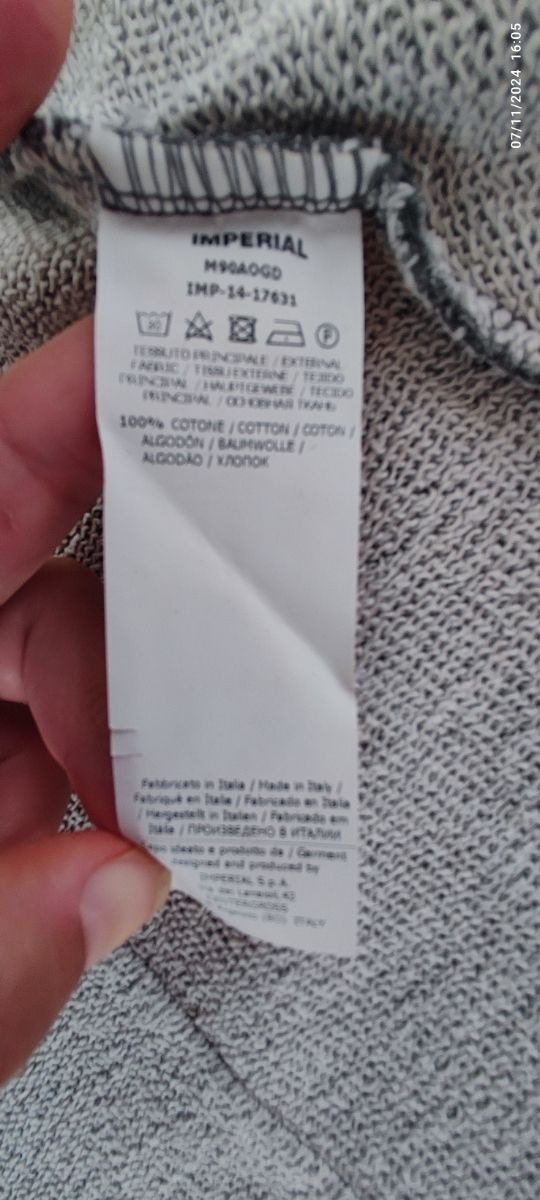 07/11/2024 16:05
IMPERIAL
M90AOGD
IMP-14-17631
30
P
TESSUTO PRINCIPALE / EXTERNAL
FABRIC / TISSU EXTERNE / TEJIDO
PRINCIPAL / HAUPTGEWEBE / TECIDO
PRINCIPAL / ОСНОВНАЯ ТКАНЬ
100% COTONE / COTTON / COTON /
ALGODÓN / BAUMWOLLE /
ALGODÃO / ХЛОПОК
Fabbricato in Italia / Made in Italy /
Fabriqué en Italie / Fabricado en Italia
/ Hergestellt in Italien / Fabricado em
Itália / ПРОИЗВЕДЕНО В ИТАЛИИ
Capo ideato e prodotto da / Garment
designed and produced by
IMPERIAL S.p.A.
CENTERGROSS
(BO) ITALY